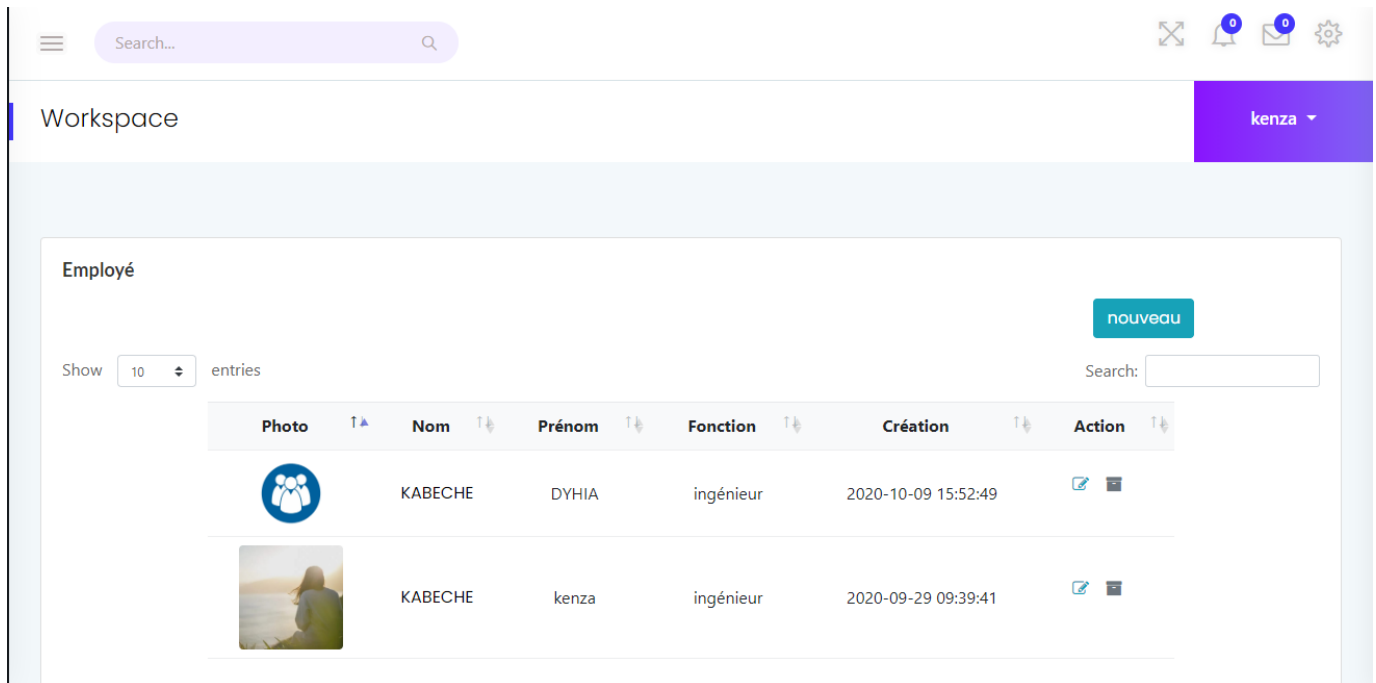 Search...
0
0
Workspace
kenza
Employé
nouveau
Show 10 entries
Search:
Photo Nom Prénom Fonction Création Action
KABECHE DYHIA ingénieur 2020-10-09 15:52:49
KABECHE kenza ingénieur 2020-09-29 09:39:41